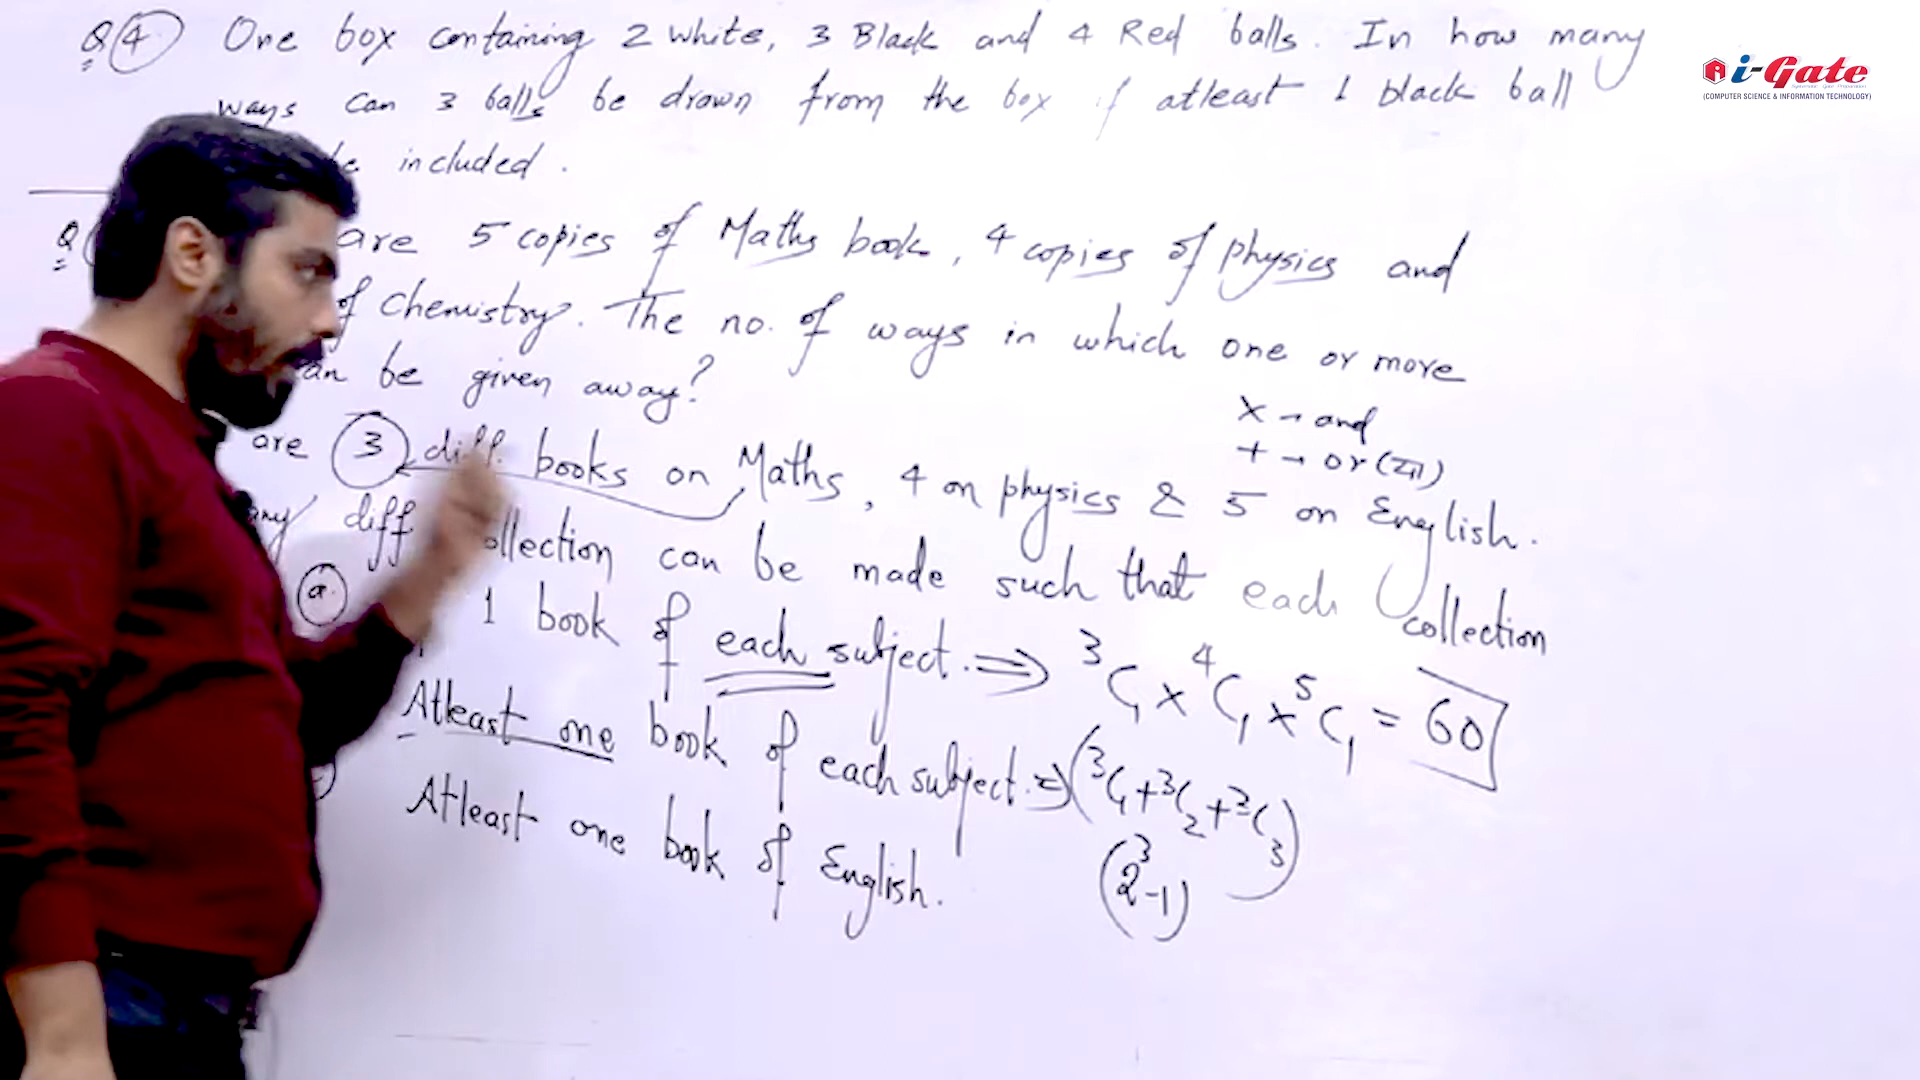 Q(4) One box containing 2 white, 3 Black and 4 Red balls. In how many
i-Gate
(COMPUTER SCIENCE & INFORMATION TECHNOLOGY)
ways can 3 balls be drawn from the box if atleast 1 black ball
be included.
Q are 5 copies of Maths book, 4 copies of physics and
of Chemistry. The no. of ways in which one or more
can be given away?
x → and
+ → or (या)
are 3 diff. books on Maths, 4 on physics & 5 on English.
any diff collection can be made such that each collection
(a) 1 book of each subject. ⇒ ³C₁ x ⁴C₁ x ⁵C₁ = 60
Atleast one book of each subject. ⇒ (³C₁ + ³C₂ + ³C₃)
(2³-1)
Atleast one book of English.